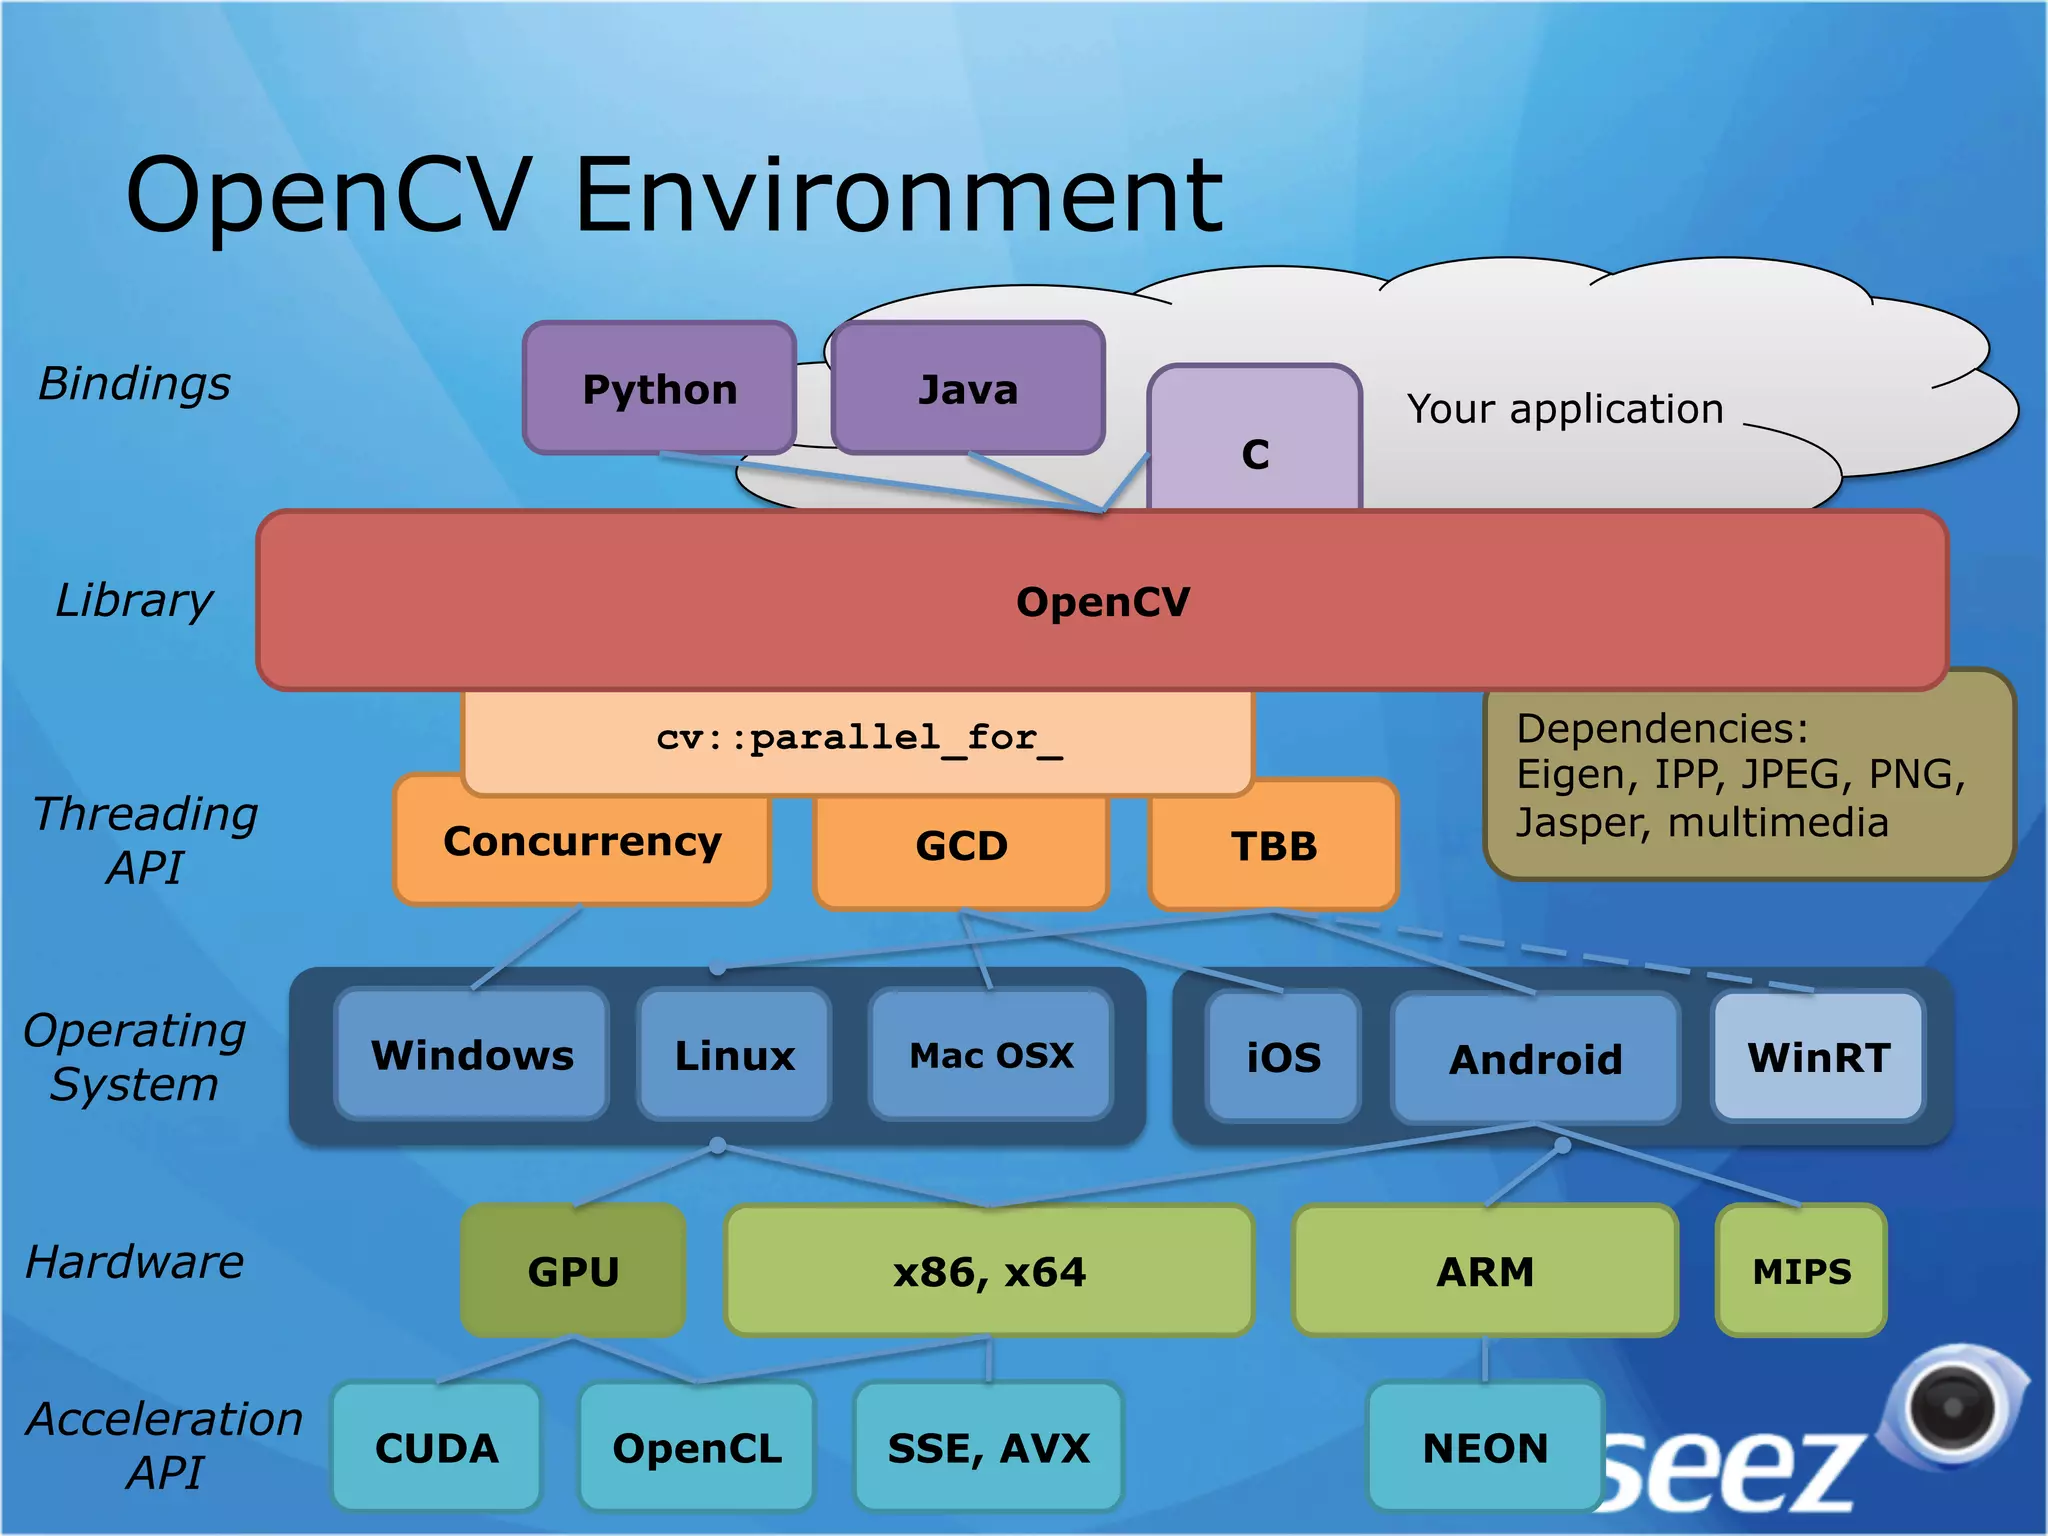 OpenCV Environment
Bindings
Python
Java
C
Your application
Library
OpenCV
cv::parallel_for_
Dependencies:
Eigen, IPP, JPEG, PNG,
Jasper, multimedia
Threading
API
Concurrency
GCD
TBB
Operating
System
Windows
Linux
Mac OSX
iOS
Android
WinRT
Hardware
GPU
x86, x64
ARM
MIPS
Acceleration
API
CUDA
OpenCL
SSE, AVX
NEON
seez